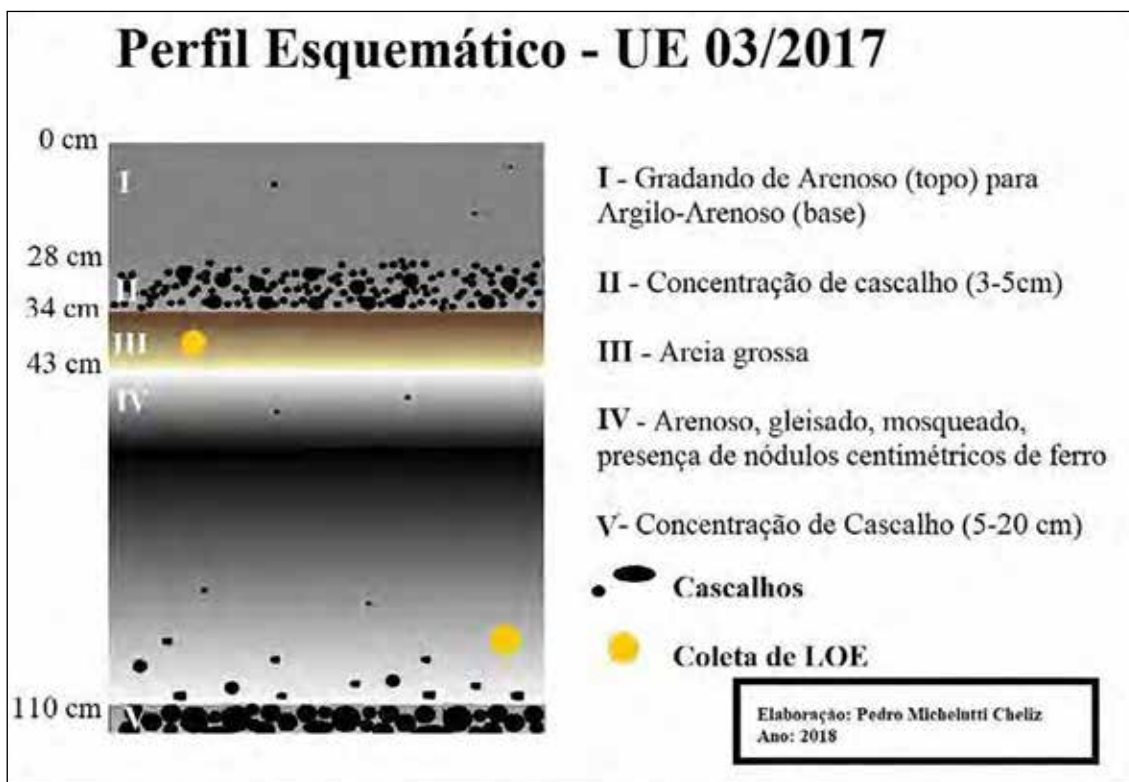 Perfil Esquemático - UE 03/2017
0 cm
I
28 cm
II
34 cm
III
43 cm
IV
110 cm
V
I - Gradando de Arenoso (topo) para
Argilo-Arenoso (base)
II - Concentração de cascalho (3-5cm)
III - Areia grossa
IV - Arenoso, gleisado, mosqueado,
presença de nódulos centimétricos de ferro
V- Concentração de Cascalho (5-20 cm)
Cascalhos
Coleta de LOE
Elaboração: Pedro Michelutti Cheliz
Ano: 2018